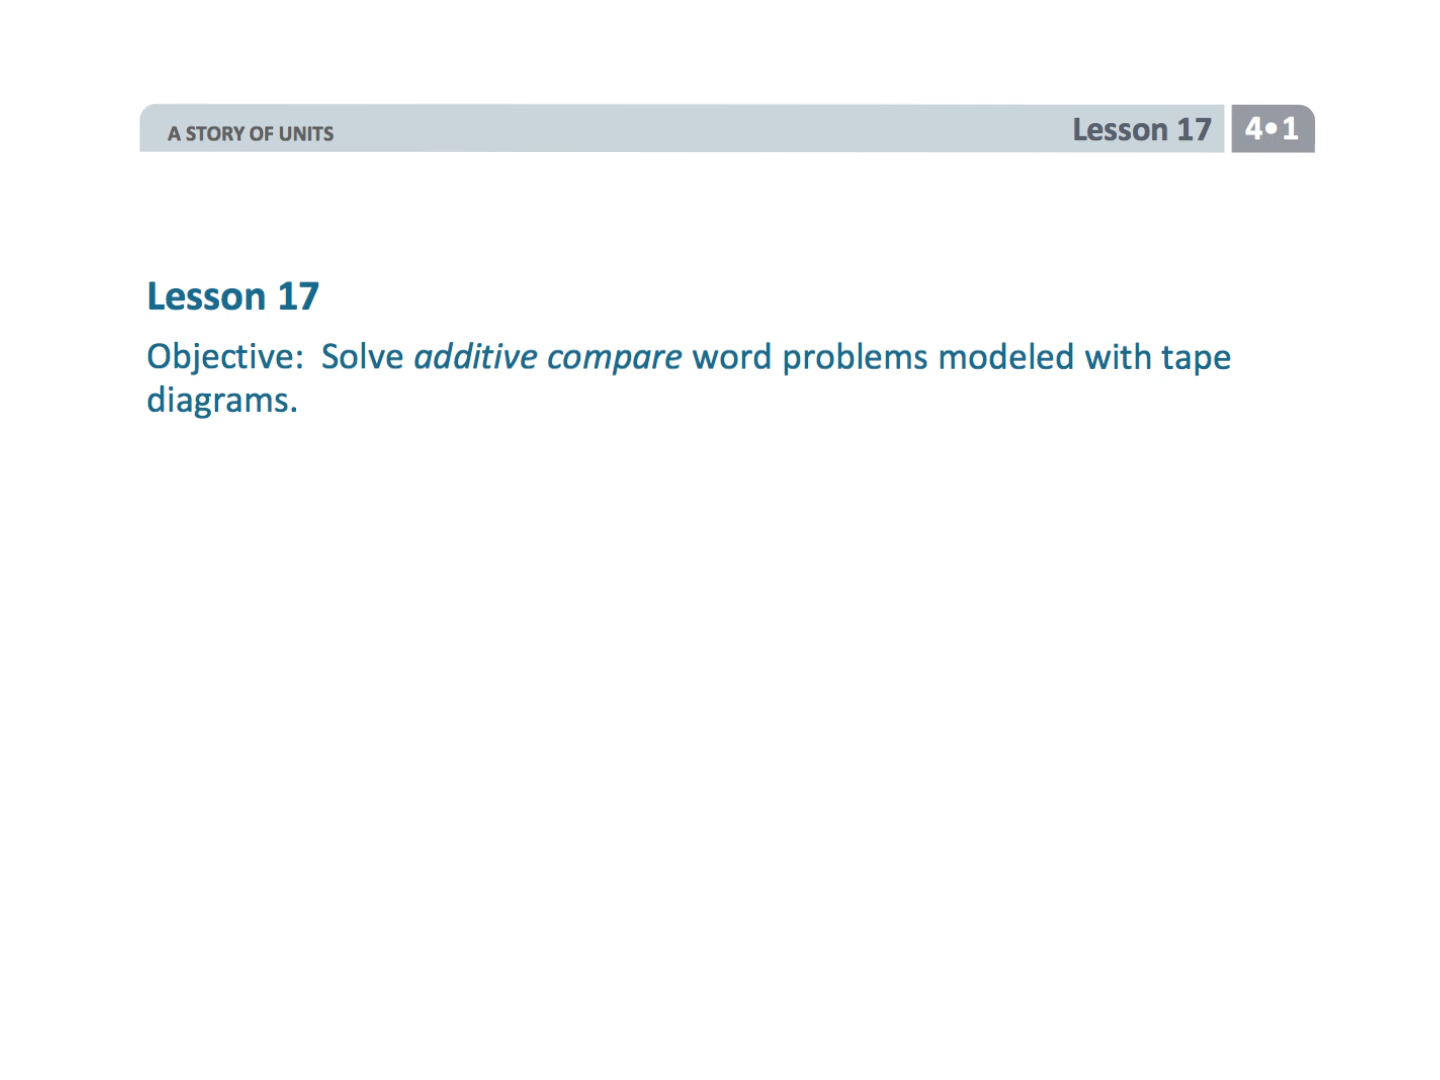 A STORY OF UNITS
Lesson 17
4•1
Lesson 17
Objective:  Solve additive compare word problems modeled with tape
diagrams.